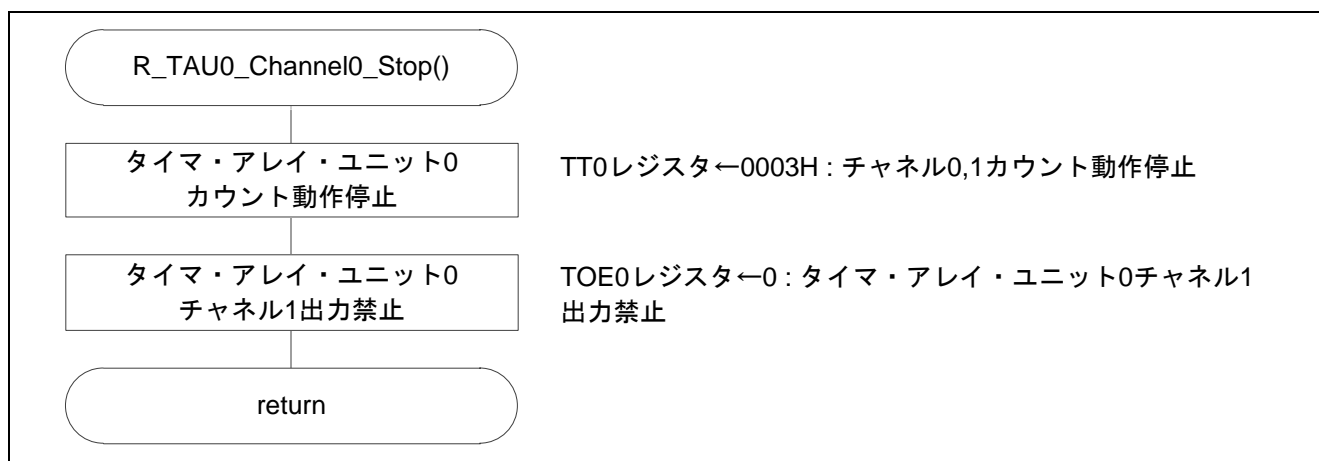 R_TAU0_Channel0_Stop()
タイマ・アレイ・ユニット0
カウント動作停止
TT0レジスタ←0003H : チャネル0,1カウント動作停止
タイマ・アレイ・ユニット0
チャネル1出力禁止
TOE0レジスタ←0 : タイマ・アレイ・ユニット0チャネル1
出力禁止
return